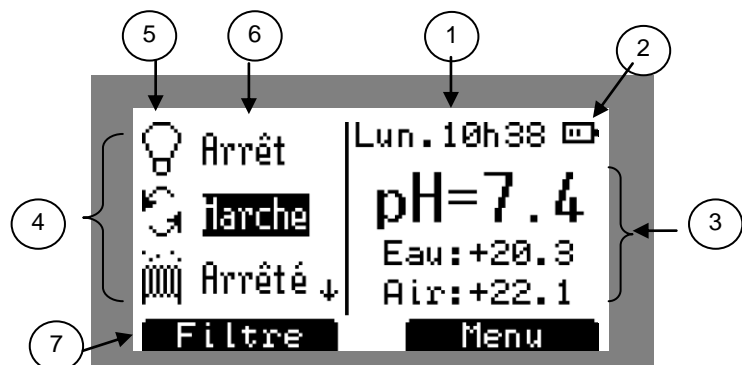 5 6 1 2
Arrêt
Marche
Arrêté
Lun.10h38
pH=7.4
Eau:+20.3
Air:+22.1
4
3
7
Filtre Menu